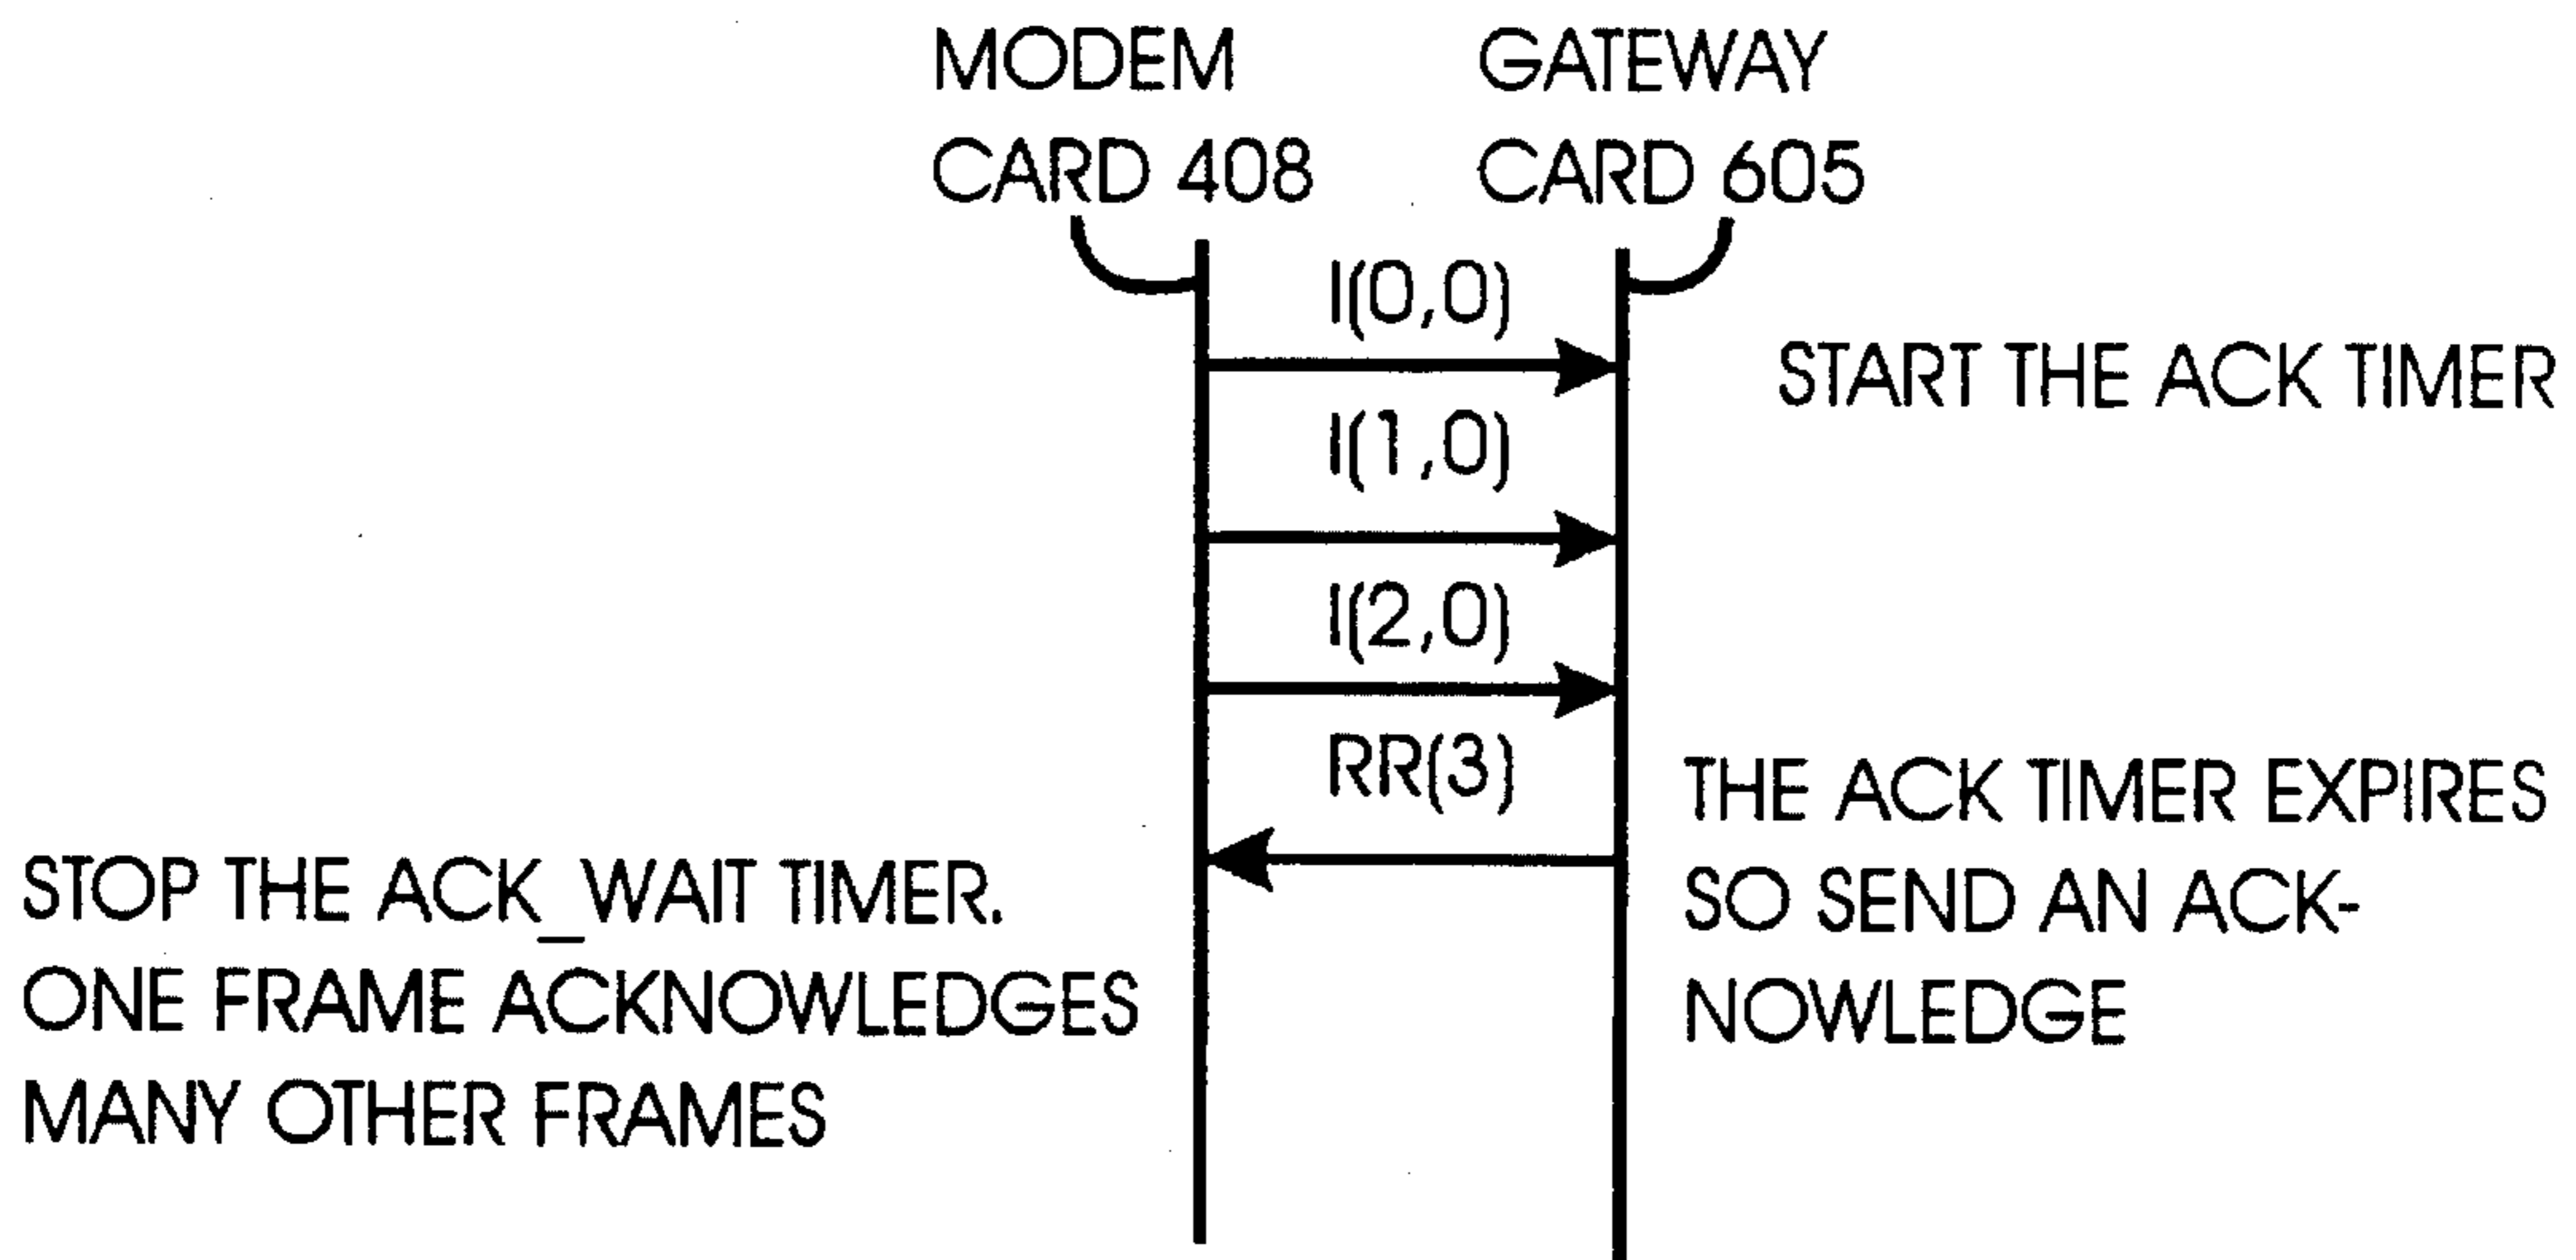 MODEM
CARD 408
GATEWAY
CARD 605
I(0,0)
START THE ACK TIMER
I(1,0)
I(2,0)
RR(3)
THE ACK TIMER EXPIRES
SO SEND AN ACK-
NOWLEDGE
STOP THE ACK_WAIT TIMER.
ONE FRAME ACKNOWLEDGES
MANY OTHER FRAMES